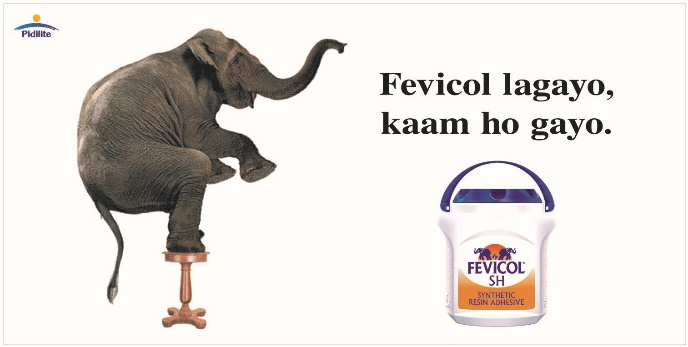 Pidilite
Fevicol lagayo,
kaam ho gayo.
FEVICOL
SH
SYNTHETIC
RESIN ADHESIVE